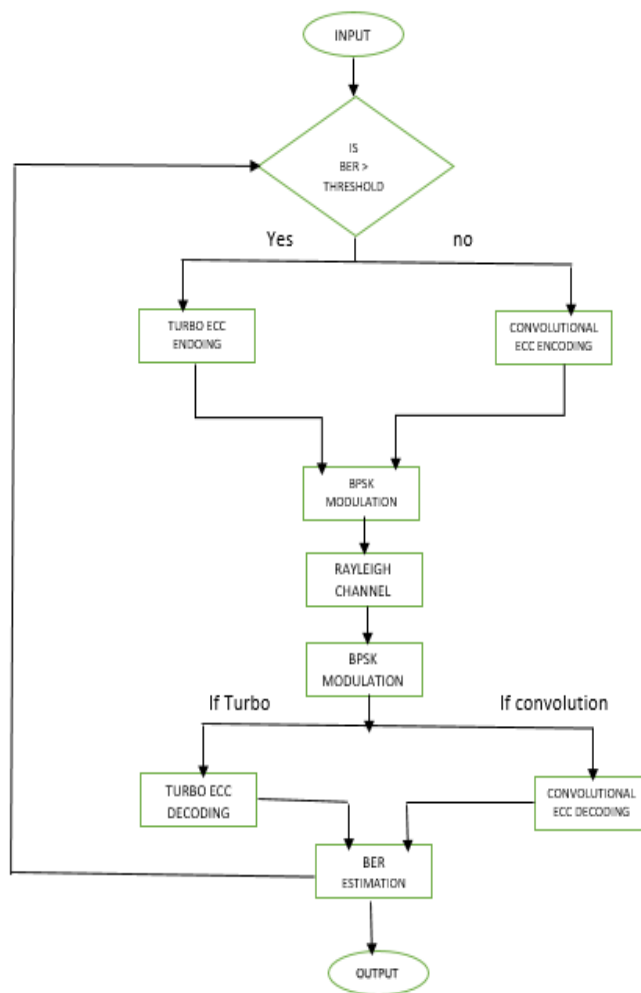 INPUT
IS
BER >
THRESHOLD
Yes
no
TURBO ECC
ENDOING
CONVOLUTIONAL
ECC ENCODING
BPSK
MODULATION
RAYLEIGH
CHANNEL
BPSK
MODULATION
If Turbo
If convolution
TURBO ECC
DECODING
CONVOLUTIONAL
ECC DECODING
BER
ESTIMATION
OUTPUT